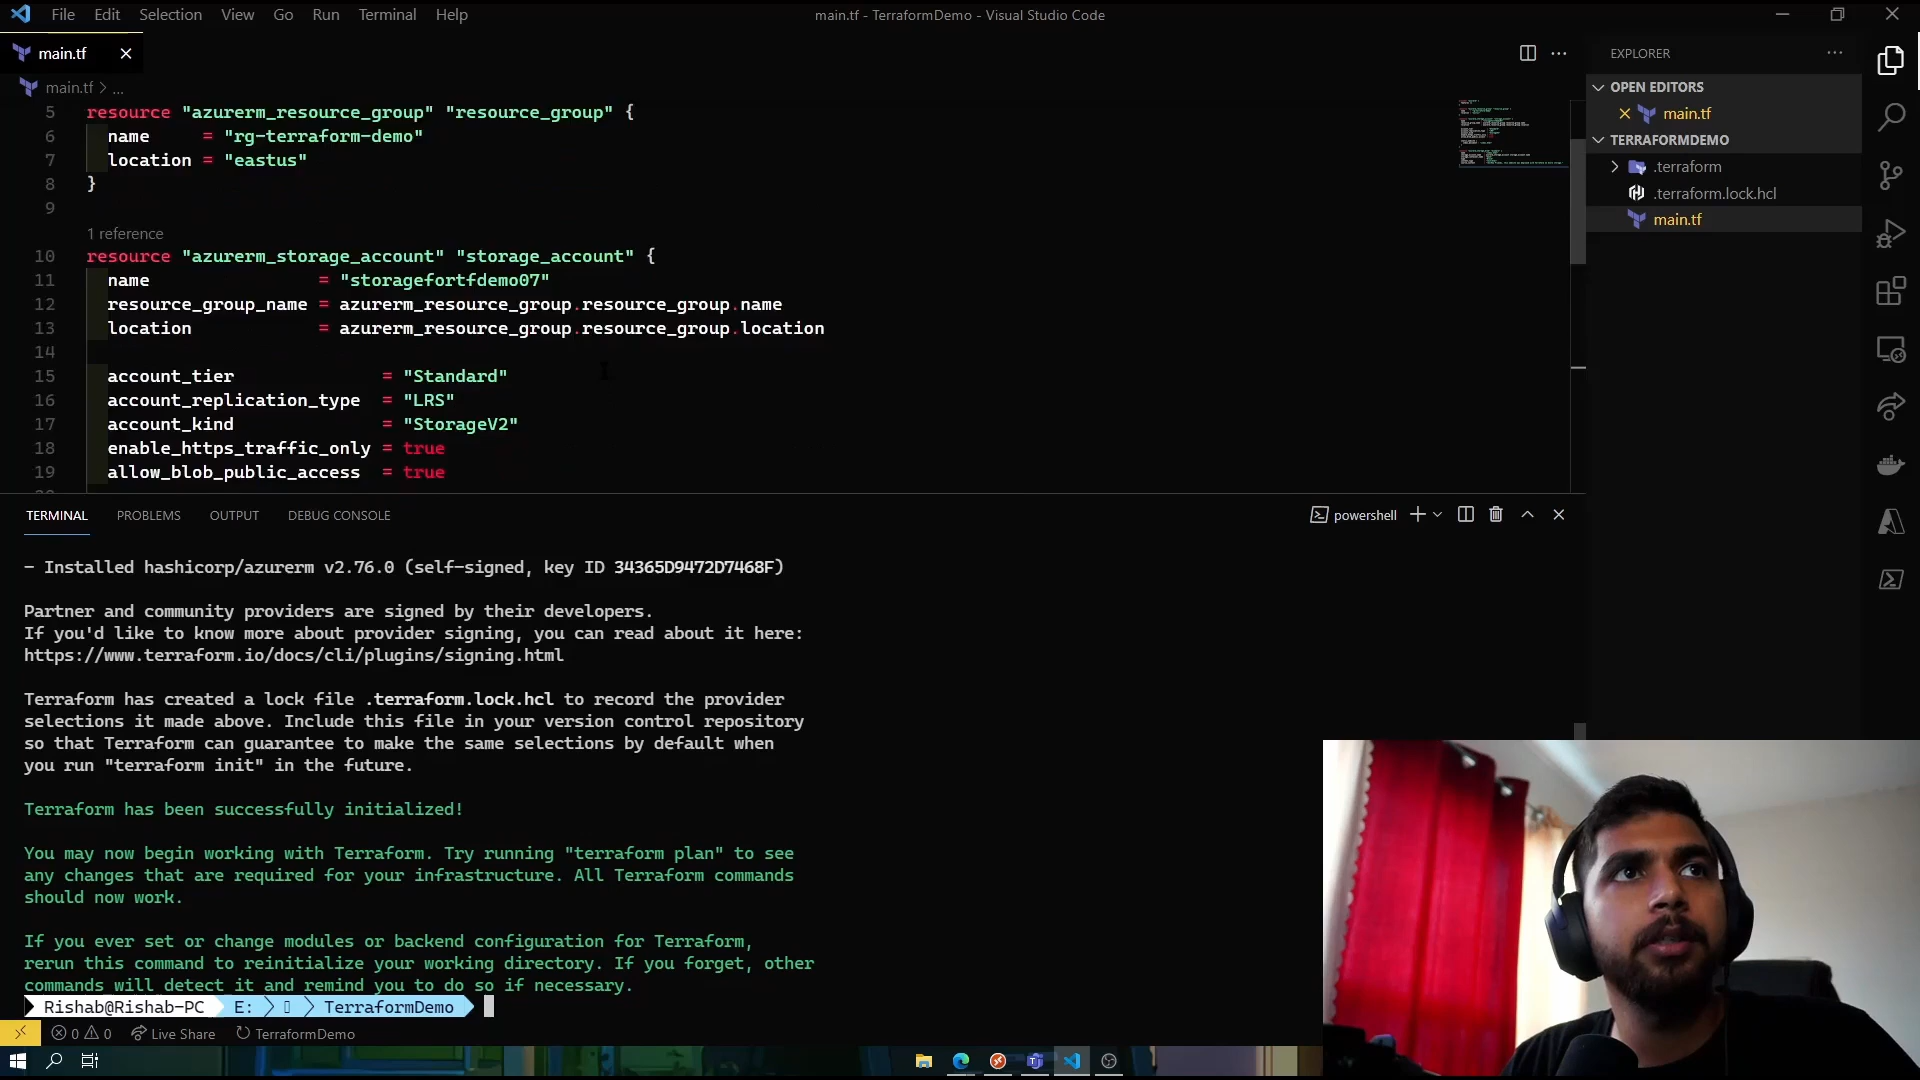 File Edit Selection View Go Run Terminal Help
main.tf - TerraformDemo - Visual Studio Code
main.tf
EXPLORER
main.tf > ...
OPEN EDITORS
main.tf
TERRAFORMDEMO
.terraform
.terraform.lock.hcl
main.tf
5 resource "azurerm_resource_group" "resource_group" {
6 name = "rg-terraform-demo"
7 location = "eastus"
8 }
9
1 reference
10 resource "azurerm_storage_account" "storage_account" {
11 name = "storagefortfdemo07"
12 resource_group_name = azurerm_resource_group.resource_group.name
13 location = azurerm_resource_group.resource_group.location
14
15 account_tier = "Standard"
16 account_replication_type = "LRS"
17 account_kind = "StorageV2"
18 enable_https_traffic_only = true
19 allow_blob_public_access = true
TERMINAL PROBLEMS OUTPUT DEBUG CONSOLE
powershell
- Installed hashicorp/azurerm v2.76.0 (self-signed, key ID 34365D9472D7468F)
Partner and community providers are signed by their developers.
If you'd like to know more about provider signing, you can read about it here:
https://www.terraform.io/docs/cli/plugins/signing.html
Terraform has created a lock file .terraform.lock.hcl to record the provider
selections it made above. Include this file in your version control repository
so that Terraform can guarantee to make the same selections by default when
you run "terraform init" in the future.
Terraform has been successfully initialized!
You may now begin working with Terraform. Try running "terraform plan" to see
any changes that are required for your infrastructure. All Terraform commands
should now work.
If you ever set or change modules or backend configuration for Terraform,
rerun this command to reinitialize your working directory. If you forget, other
commands will detect it and remind you to do so if necessary.
Rishab@Rishab-PC E: TerraformDemo
0 0 Live Share TerraformDemo